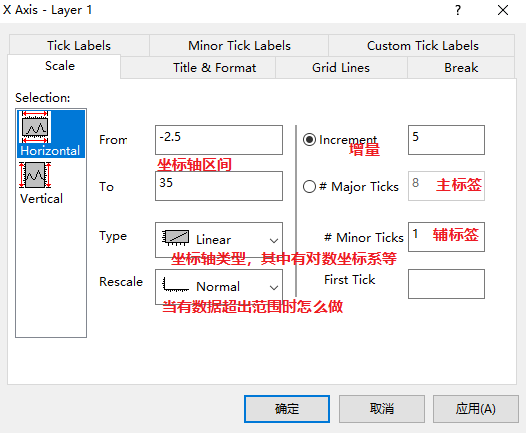 X Axis - Layer 1
Tick Labels
Minor Tick Labels
Custom Tick Labels
Scale
Title & Format
Grid Lines
Break
Selection:
Horizontal
Vertical
From
-2.5
坐标轴区间
To
35
Type
Linear
坐标轴类型，其中有对数坐标系等
Rescale
Normal
当有数据超出范围时怎么做
Increment
5
增量
# Major Ticks
8
主标签
# Minor Ticks
1
辅标签
First Tick
确定
取消
应用(A)